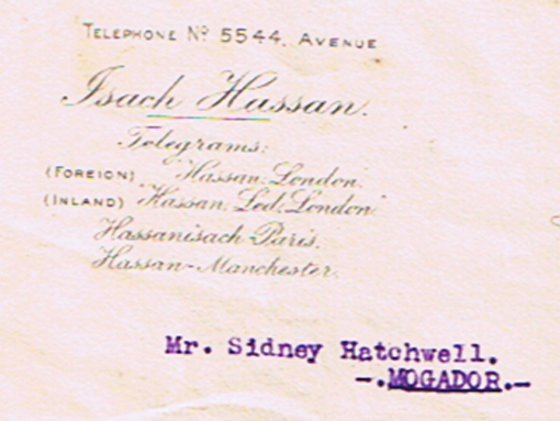 TELEPHONE Nº 5544, AVENUE
Isach Hassan.
Telegrams:
(FOREIGN) "Hassan, London."
(INLAND) "Hassan, Led, London"
Hassanisach-Paris.
Hassan-Manchester.
Mr. Sidney Hatchwell.
-.MOGADOR.-